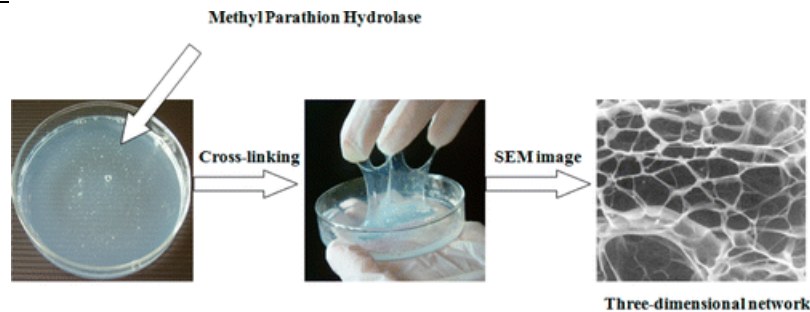 Methyl Parathion Hydrolase
Cross-linking
SEM image
Three-dimensional network